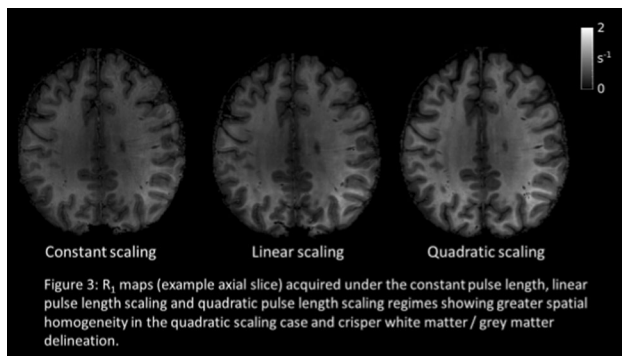 2
s⁻¹
0
Constant scaling
Linear scaling
Quadratic scaling
Figure 3: R₁ maps (example axial slice) acquired under the constant pulse length, linear
pulse length scaling and quadratic pulse length scaling regimes showing greater spatial
homogeneity in the quadratic scaling case and crisper white matter / grey matter
delineation.